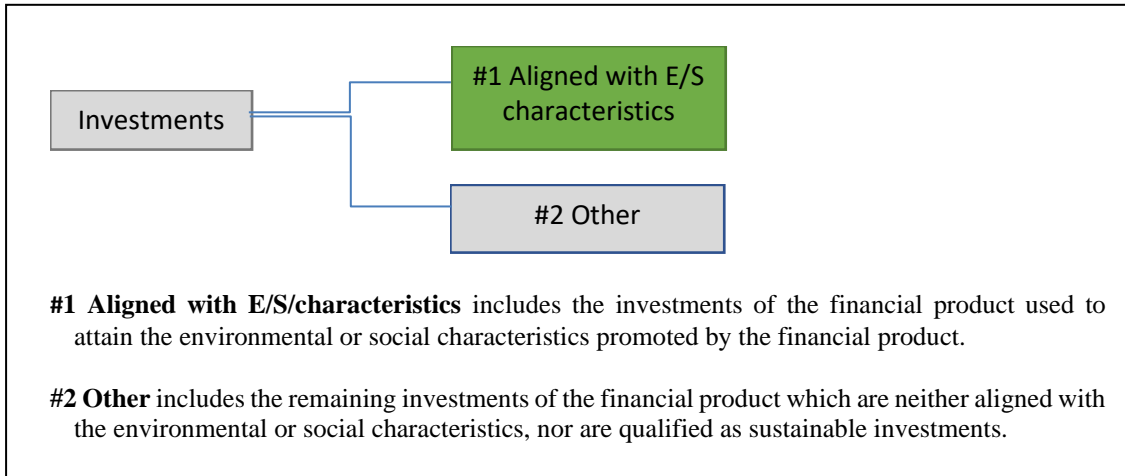 #1 Aligned with E/S
characteristics
Investments
#2 Other
#1 Aligned with E/S/characteristics includes the investments of the financial product used to
attain the environmental or social characteristics promoted by the financial product.
#2 Other includes the remaining investments of the financial product which are neither aligned with
the environmental or social characteristics, nor are qualified as sustainable investments.